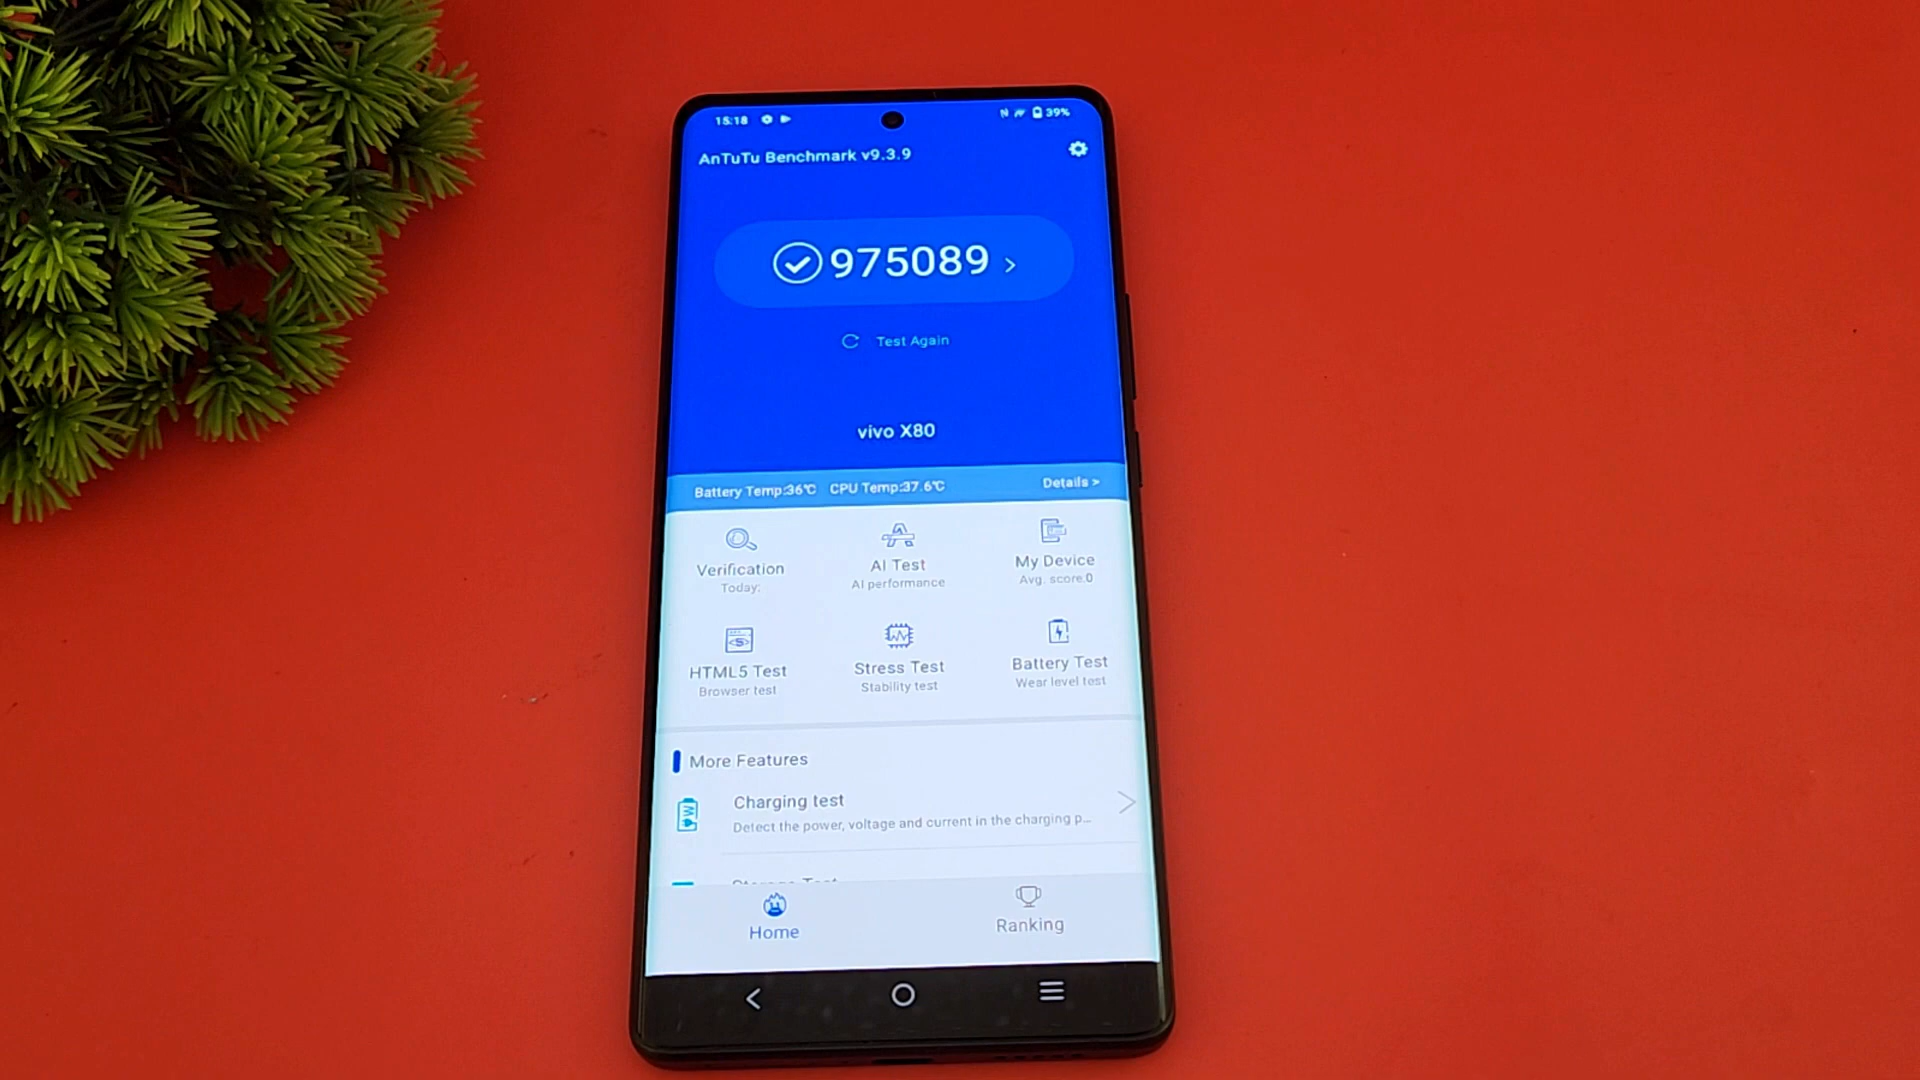 15:18
39%
AnTuTu Benchmark v9.3.9
975089 >
Test Again
vivo X80
Battery Temp:36℃ CPU Temp:37.6℃ Details >
Verification AI Test My Device
Today: AI performance Avg. score.0
HTML5 Test Stress Test Battery Test
Browser test Stability test Wear level test
More Features
Charging test
Detect the power, voltage and current in the charging p...
Home Ranking